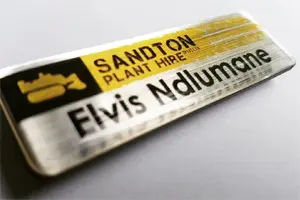 SANDTON
PLANT HIRE
Elvis Ndlumane